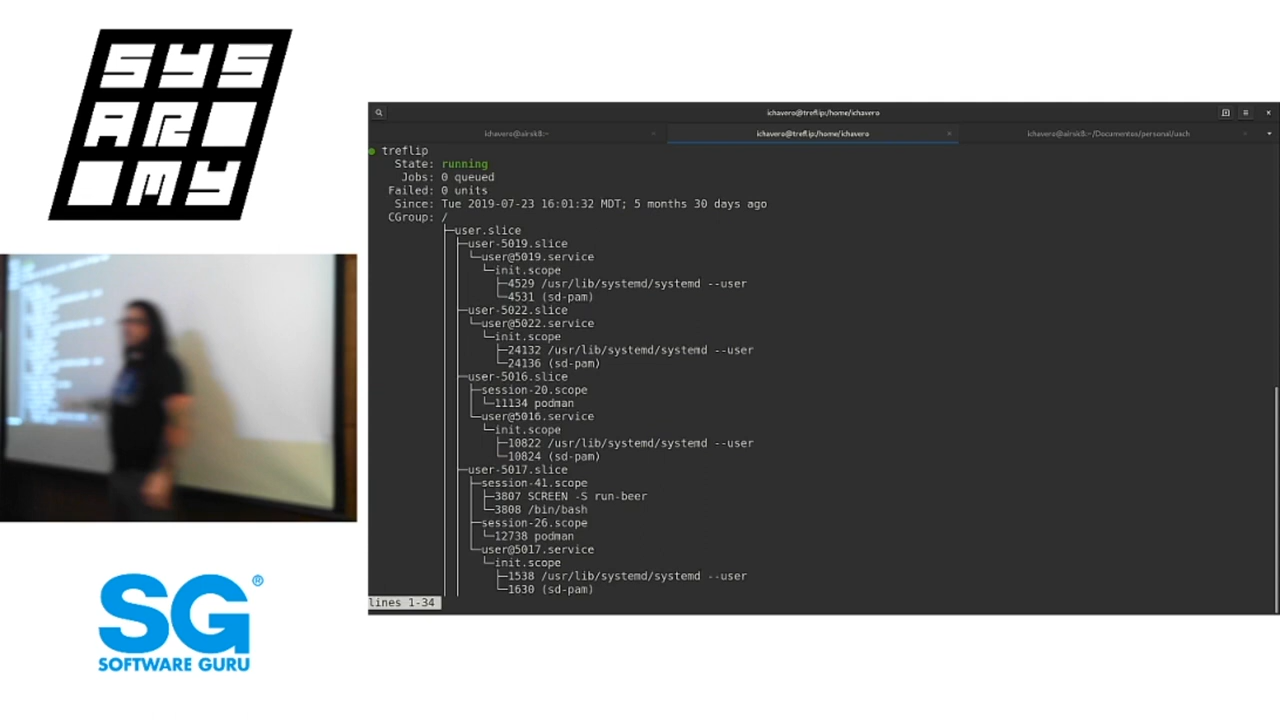 SYS
AR
MY
ichavero@treflip:/home/ichavero
ichavero@airsik8:~
ichavero@treflip:/home/ichavero
ichavero@airsik8:~/Documentos/personal/uach
treflip
State: running
Jobs: 0 queued
Failed: 0 units
Since: Tue 2019-07-23 16:01:32 MDT; 5 months 30 days ago
CGroup: /
├─user.slice
│ ├─user-5019.slice
│ │ └─user@5019.service
│ │   └─init.scope
│ │     ├─4529 /usr/lib/systemd/systemd --user
│ │     └─4531 (sd-pam)
│ ├─user-5022.slice
│ │ └─user@5022.service
│ │   └─init.scope
│ │     ├─24132 /usr/lib/systemd/systemd --user
│ │     └─24136 (sd-pam)
│ ├─user-5016.slice
│ │ ├─session-20.scope
│ │ │ └─11134 podman
│ │ └─user@5016.service
│ │   └─init.scope
│ │     ├─10822 /usr/lib/systemd/systemd --user
│ │     └─10824 (sd-pam)
│ ├─user-5017.slice
│ │ ├─session-41.scope
│ │ │ ├─3807 SCREEN -S run-beer
│ │ │ └─3808 /bin/bash
│ │ ├─session-26.scope
│ │ │ └─12738 podman
│ │ └─user@5017.service
│ │   └─init.scope
│ │     ├─1538 /usr/lib/systemd/systemd --user
│ │     └─1630 (sd-pam)
lines 1-34
SG®
SOFTWARE GURU